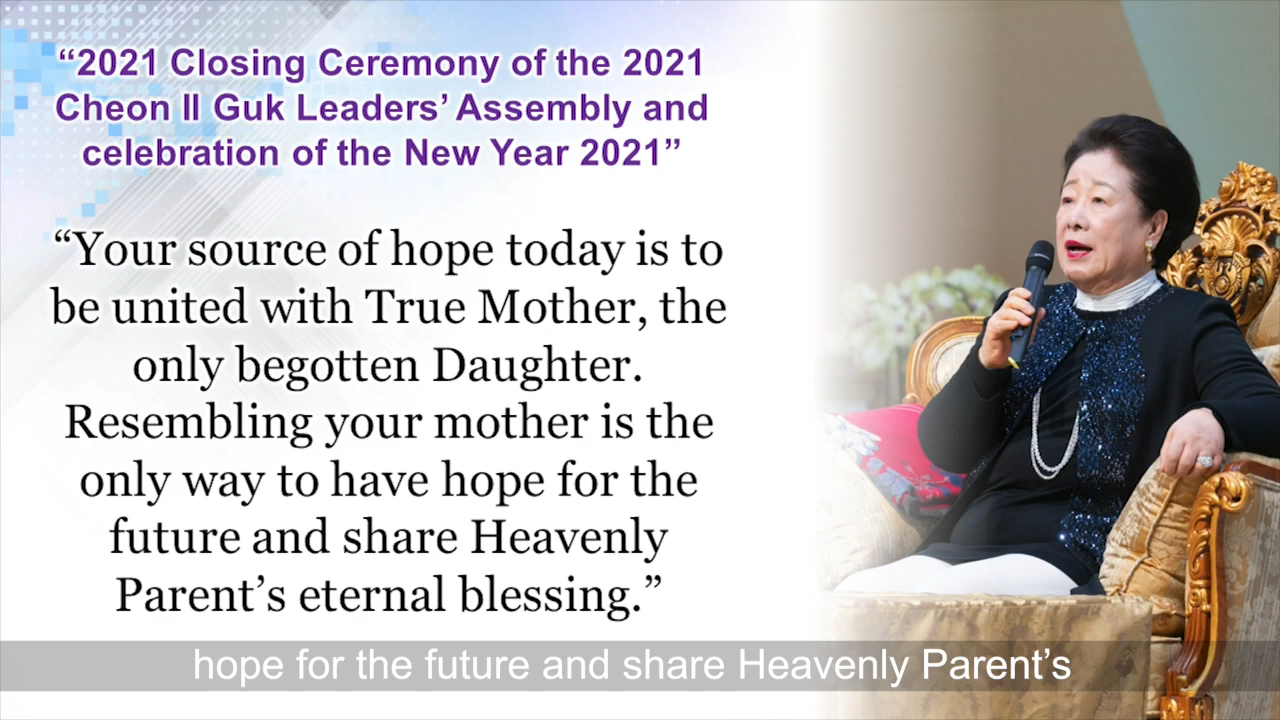 “2021 Closing Ceremony of the 2021
Cheon Il Guk Leaders’ Assembly and
celebration of the New Year 2021”
“Your source of hope today is to
be united with True Mother, the
only begotten Daughter.
Resembling your mother is the
only way to have hope for the
future and share Heavenly
Parent’s eternal blessing.”
hope for the future and share Heavenly Parent’s